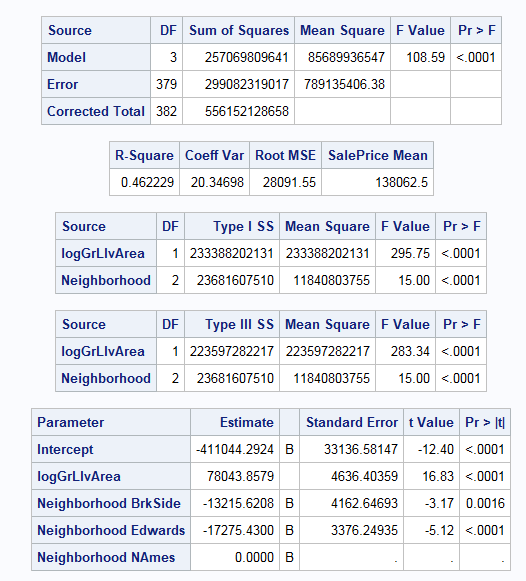 Source DF Sum of Squares Mean Square F Value Pr > F
Model 3 257069809641 85689936547 108.59 <.0001
Error 379 299082319017 789135406.38
Corrected Total 382 556152128658
R-Square Coeff Var Root MSE SalePrice Mean
0.462229 20.34698 28091.55 138062.5
Source DF Type I SS Mean Square F Value Pr > F
logGrLIvArea 1 233388202131 233388202131 295.75 <.0001
Neighborhood 2 23681607510 11840803755 15.00 <.0001
Source DF Type III SS Mean Square F Value Pr > F
logGrLIvArea 1 223597282217 223597282217 283.34 <.0001
Neighborhood 2 23681607510 11840803755 15.00 <.0001
Parameter Estimate Standard Error t Value Pr > |t|
Intercept -411044.2924 B 33136.58147 -12.40 <.0001
logGrLIvArea 78043.8579 4636.40359 16.83 <.0001
Neighborhood BrkSide -13215.6208 B 4162.64693 -3.17 0.0016
Neighborhood Edwards -17275.4300 B 3376.24935 -5.12 <.0001
Neighborhood NAmes 0.0000 B . . .